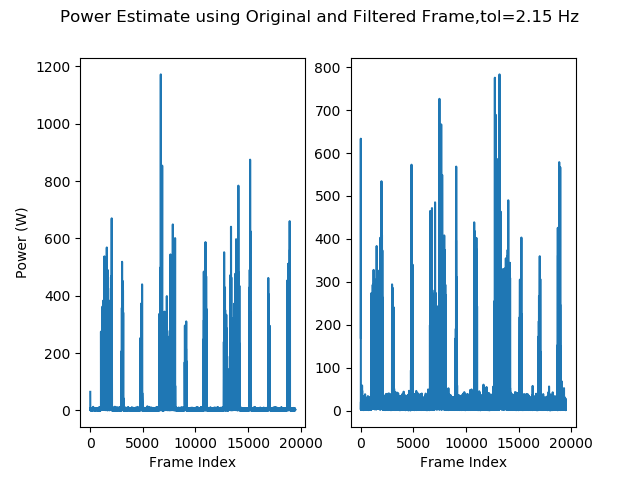 Power Estimate using Original and Filtered Frame,tol=2.15 Hz
Power (W)
1200
1000
800
600
400
200
0
0 5000 10000 15000 20000
Frame Index
800
700
600
500
400
300
200
100
0
0 5000 10000 15000 20000
Frame Index